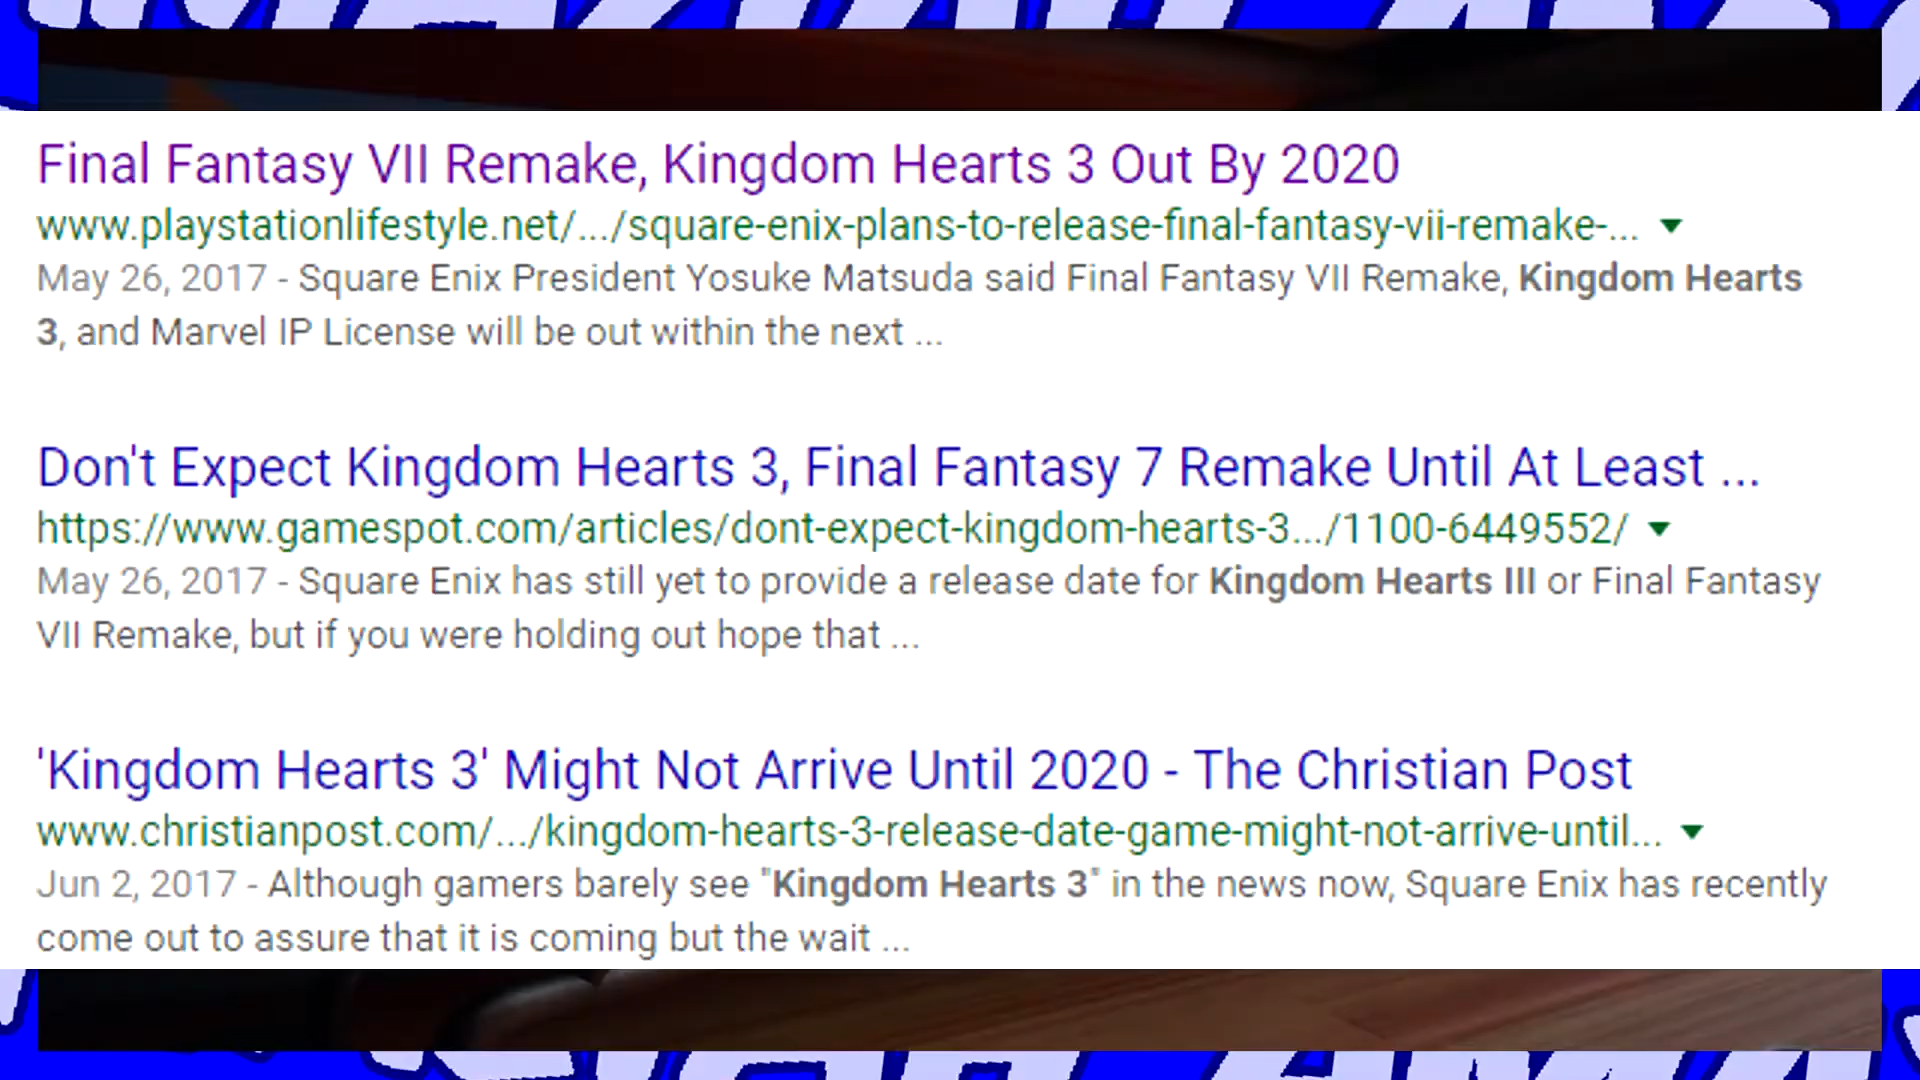 Final Fantasy VII Remake, Kingdom Hearts 3 Out By 2020
www.playstationlifestyle.net/.../square-enix-plans-to-release-final-fantasy-vii-remake-...
May 26, 2017 - Square Enix President Yosuke Matsuda said Final Fantasy VII Remake, Kingdom Hearts
3, and Marvel IP License will be out within the next ...
Don't Expect Kingdom Hearts 3, Final Fantasy 7 Remake Until At Least ...
https://www.gamespot.com/articles/dont-expect-kingdom-hearts-3.../1100-6449552/
May 26, 2017 - Square Enix has still yet to provide a release date for Kingdom Hearts III or Final Fantasy
VII Remake, but if you were holding out hope that ...
'Kingdom Hearts 3' Might Not Arrive Until 2020 - The Christian Post
www.christianpost.com/.../kingdom-hearts-3-release-date-game-might-not-arrive-until...
Jun 2, 2017 - Although gamers barely see "Kingdom Hearts 3" in the news now, Square Enix has recently
come out to assure that it is coming but the wait ...